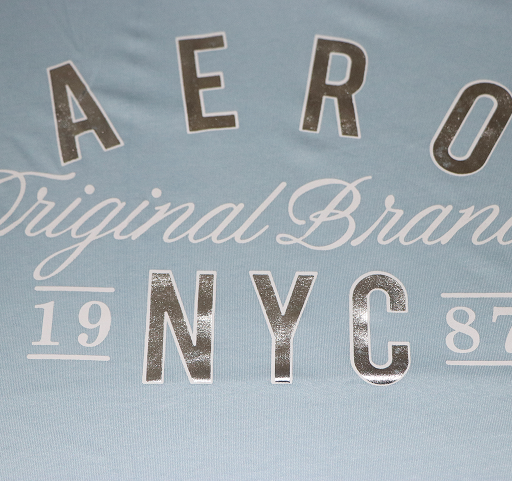 AERO
Original Brand
19 NYC 87